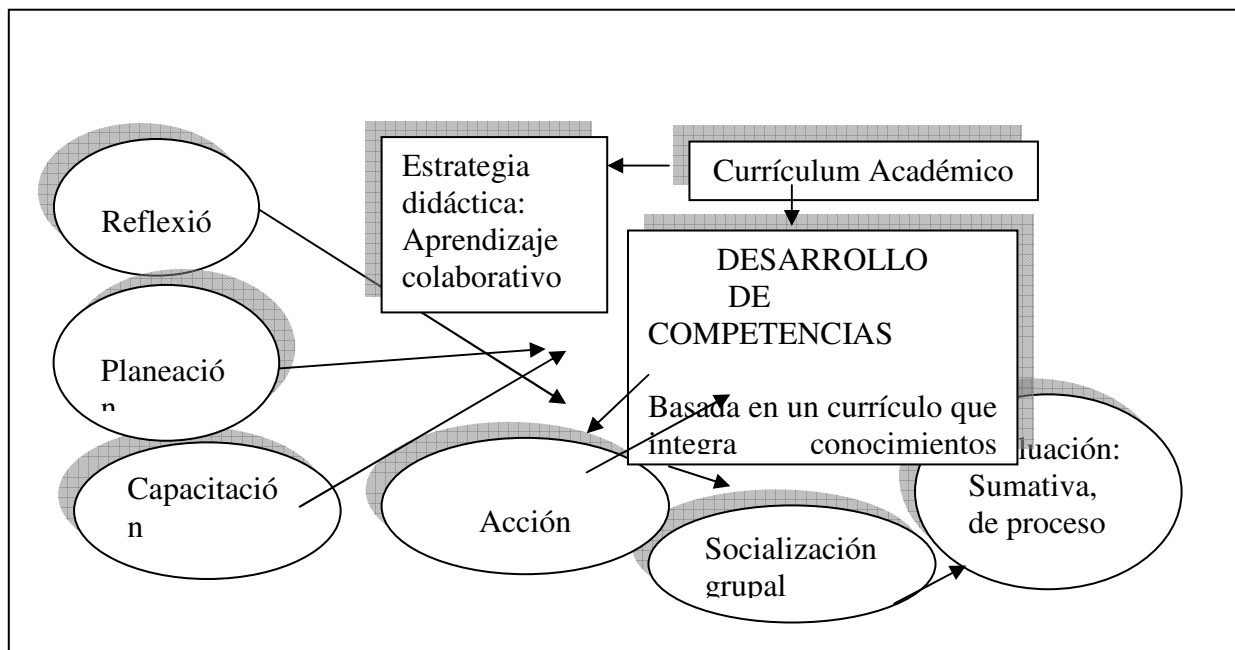 Reflexió
Planeació
n
Capacitació
n
Estrategia
didáctica:
Aprendizaje
colaborativo
Currículum Académico
DESARROLLO
DE
COMPETENCIAS
Basada en un currículo que
integra conocimientos
Acción
Socialización
grupal
luación:
Sumativa,
de proceso